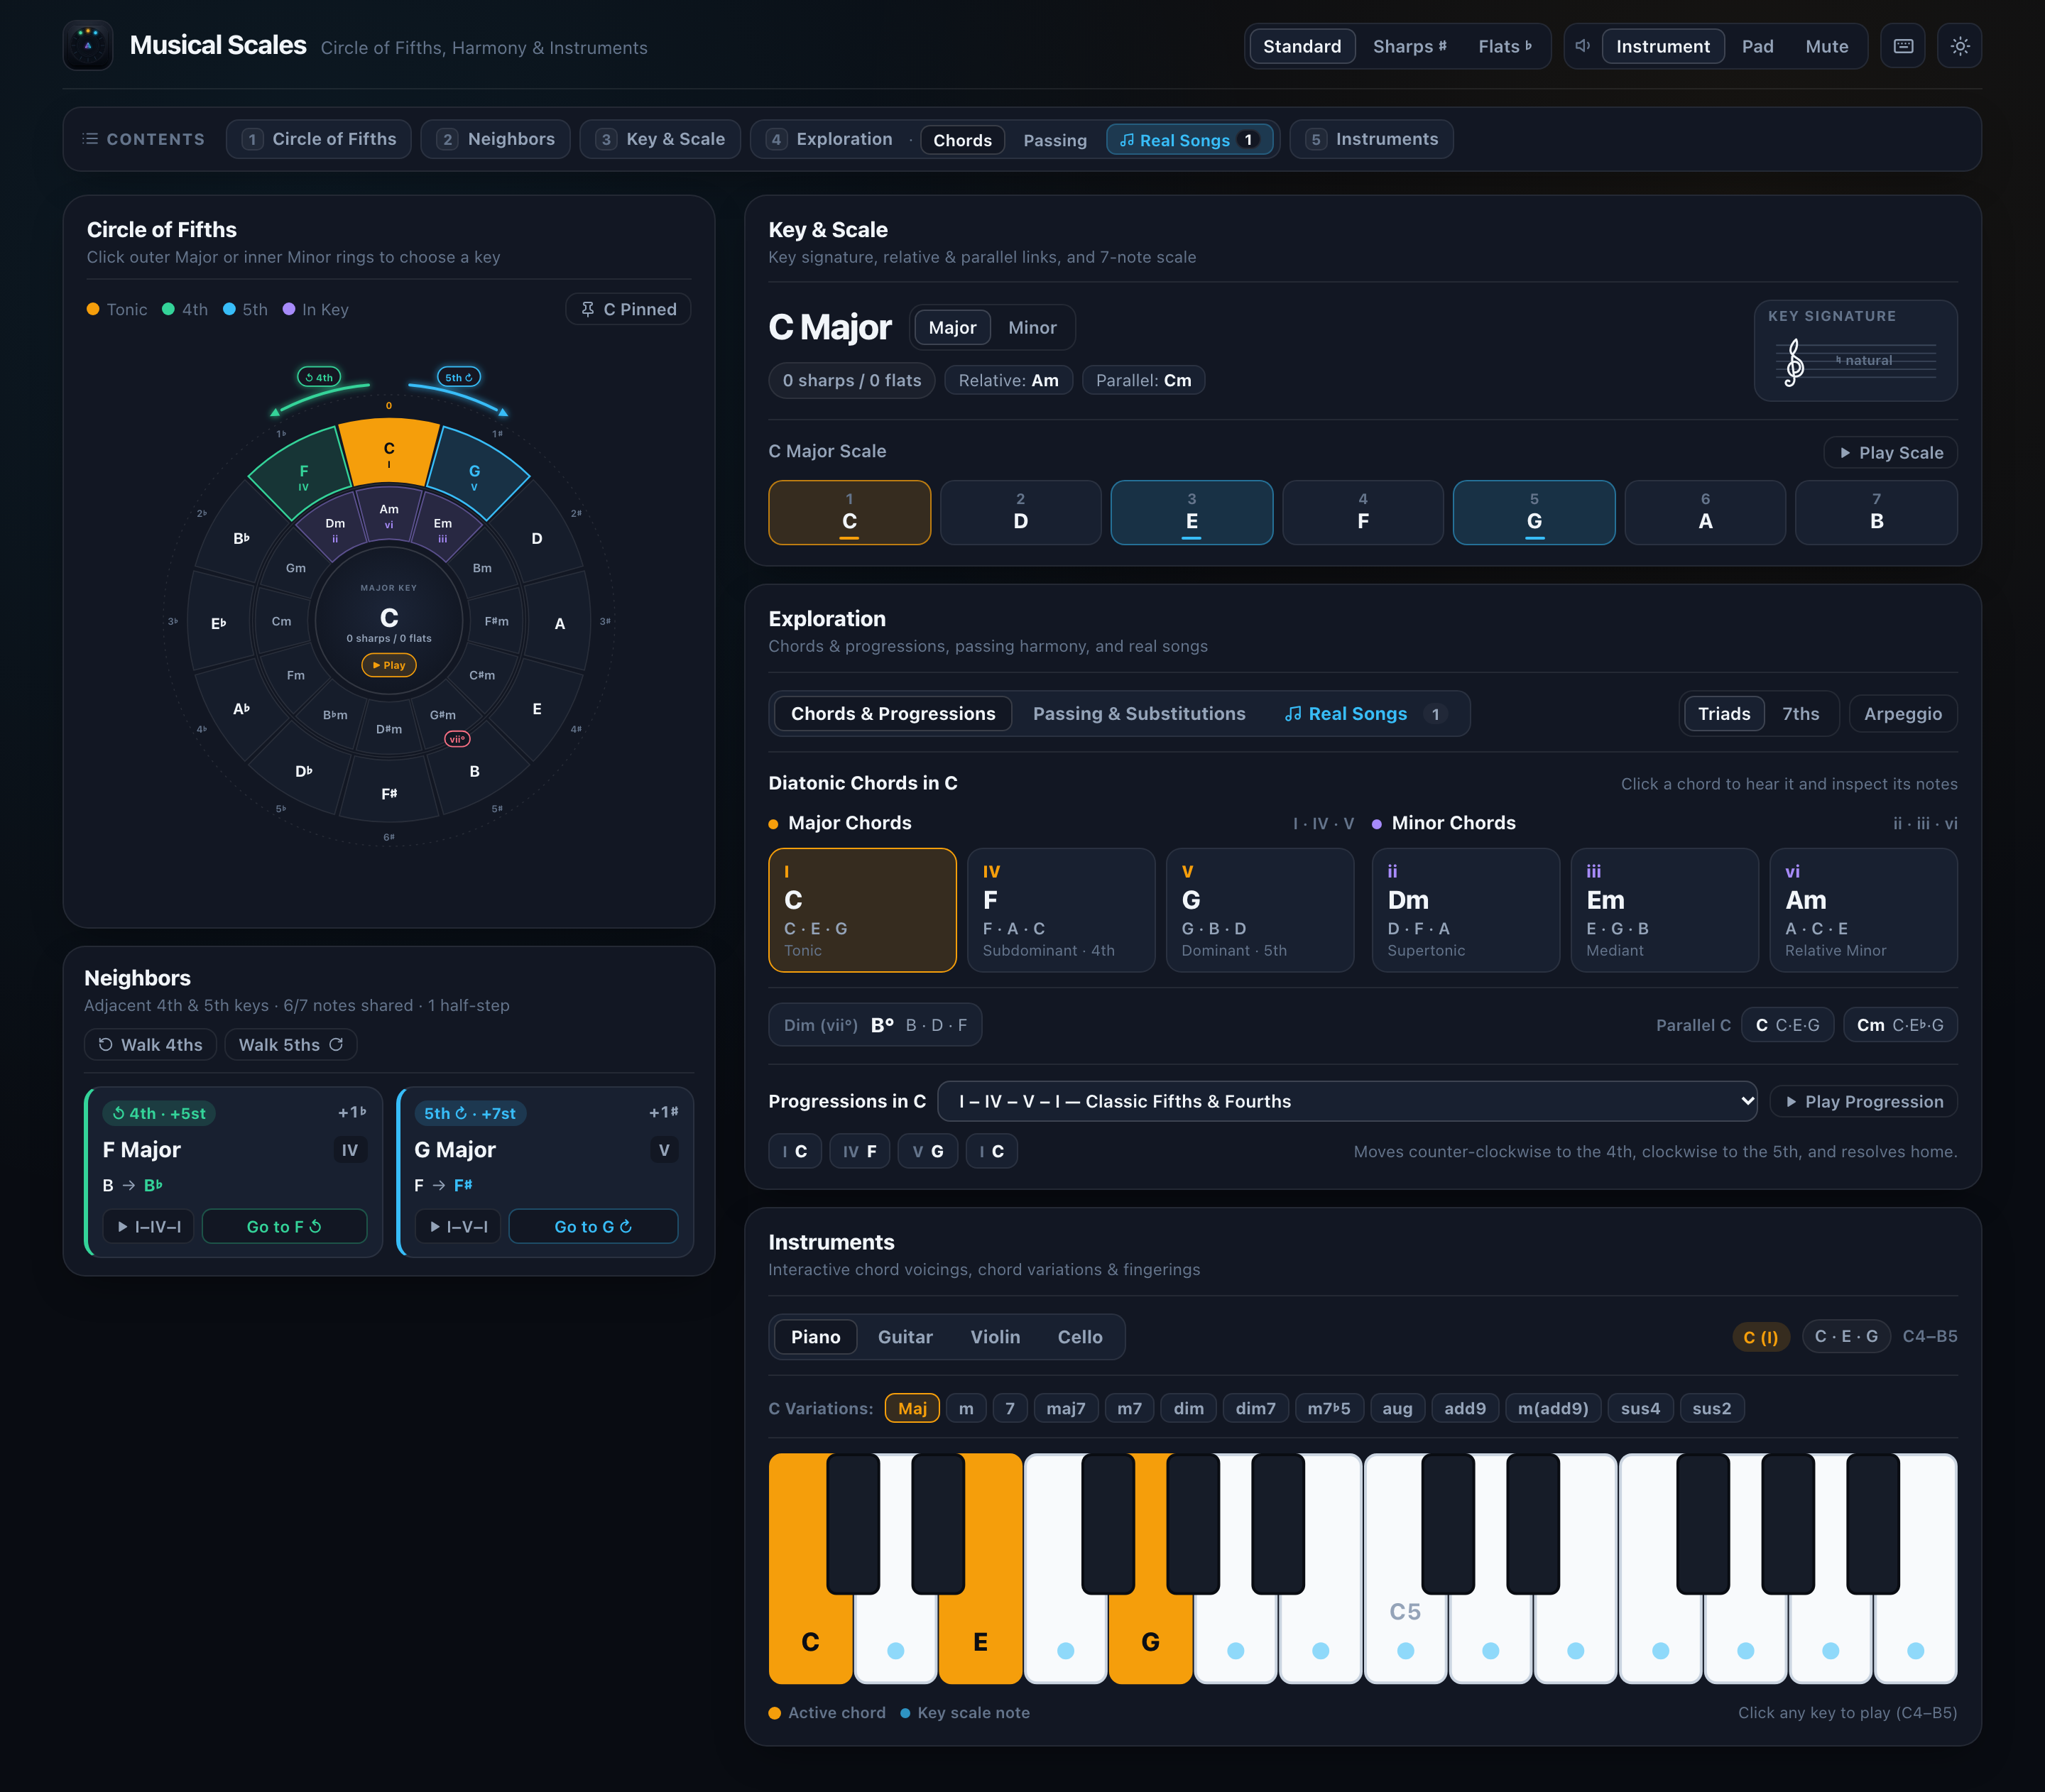 Musical Scales Circle of Fifths, Harmony & Instruments
Standard Sharps ♯ Flats ♭ Instrument Pad Mute
CONTENTS 1 Circle of Fifths 2 Neighbors 3 Key & Scale 4 Exploration · Chords Passing Real Songs 1 5 Instruments
Circle of Fifths
Click outer Major or inner Minor rings to choose a key
Tonic 4th 5th In Key C Pinned
↺ 4th 5th ↻
0
1♭ 1♯
C
I
F
IV
G
V
Am
vi
Dm
ii
Em
iii
2♭ 2♯
B♭ D
Gm Bm
MAJOR KEY
C
0 sharps / 0 flats
▶ Play
3♭ E♭ Cm F♯m A 3♯
Fm C♯m
A♭ E
B♭m D♯m G♯m
vii°
4♭ 4♯
D♭ B
F♯
5♭ 5♯
6♯
Neighbors
Adjacent 4th & 5th keys · 6/7 notes shared · 1 half-step
Walk 4ths Walk 5ths
↺ 4th · +5st +1♭
F Major IV
B → B♭
▶ I–IV–I Go to F ↺
5th ↻ · +7st +1♯
G Major V
F → F♯
▶ I–V–I Go to G ↻
Key & Scale
Key signature, relative & parallel links, and 7-note scale
C Major Major Minor
0 sharps / 0 flats Relative: Am Parallel: Cm
KEY SIGNATURE
♮ natural
C Major Scale ▶ Play Scale
1 2 3 4 5 6 7
C D E F G A B
Exploration
Chords & progressions, passing harmony, and real songs
Chords & Progressions Passing & Substitutions Real Songs 1 Triads 7ths Arpeggio
Diatonic Chords in C Click a chord to hear it and inspect its notes
Major Chords I · IV · V Minor Chords ii · iii · vi
I
C
C · E · G
Tonic
IV
F
F · A · C
Subdominant · 4th
V
G
G · B · D
Dominant · 5th
ii
Dm
D · F · A
Supertonic
iii
Em
E · G · B
Mediant
vi
Am
A · C · E
Relative Minor
Dim (vii°) B° B · D · F Parallel C C C·E·G Cm C·E♭·G
Progressions in C I – IV – V – I — Classic Fifths & Fourths ▶ Play Progression
I C IV F V G I C Moves counter-clockwise to the 4th, clockwise to the 5th, and resolves home.
Instruments
Interactive chord voicings, chord variations & fingerings
Piano Guitar Violin Cello C (I) C · E · G C4–B5
C Variations: Maj m 7 maj7 m7 dim dim7 m7♭5 aug add9 m(add9) sus4 sus2
C5
C E G
Active chord Key scale note Click any key to play (C4–B5)